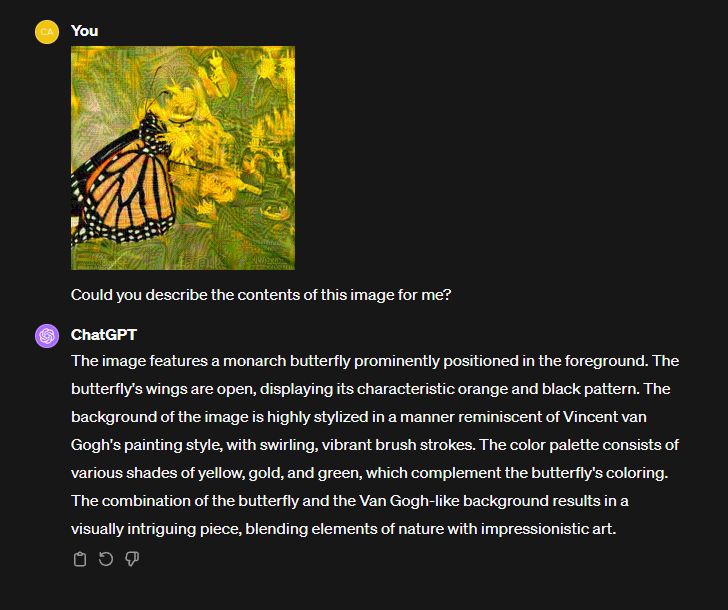 CA
You
Could you describe the contents of this image for me?
ChatGPT
The image features a monarch butterfly prominently positioned in the foreground. The
butterfly's wings are open, displaying its characteristic orange and black pattern. The
background of the image is highly stylized in a manner reminiscent of Vincent van
Gogh's painting style, with swirling, vibrant brush strokes. The color palette consists of
various shades of yellow, gold, and green, which complement the butterfly's coloring.
The combination of the butterfly and the Van Gogh-like background results in a
visually intriguing piece, blending elements of nature with impressionistic art.